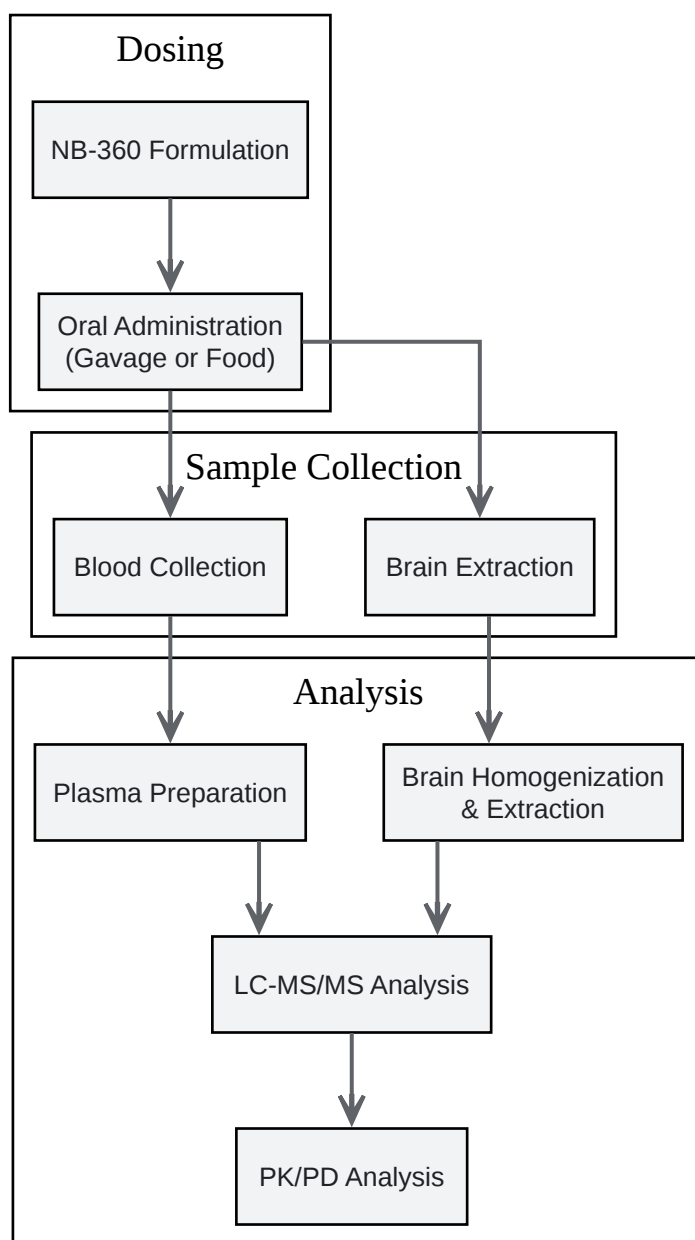 Dosing
NB-360 Formulation
Oral Administration
(Gavage or Food)
Sample Collection
Blood Collection
Brain Extraction
Analysis
Plasma Preparation
Brain Homogenization
& Extraction
LC-MS/MS Analysis
PK/PD Analysis